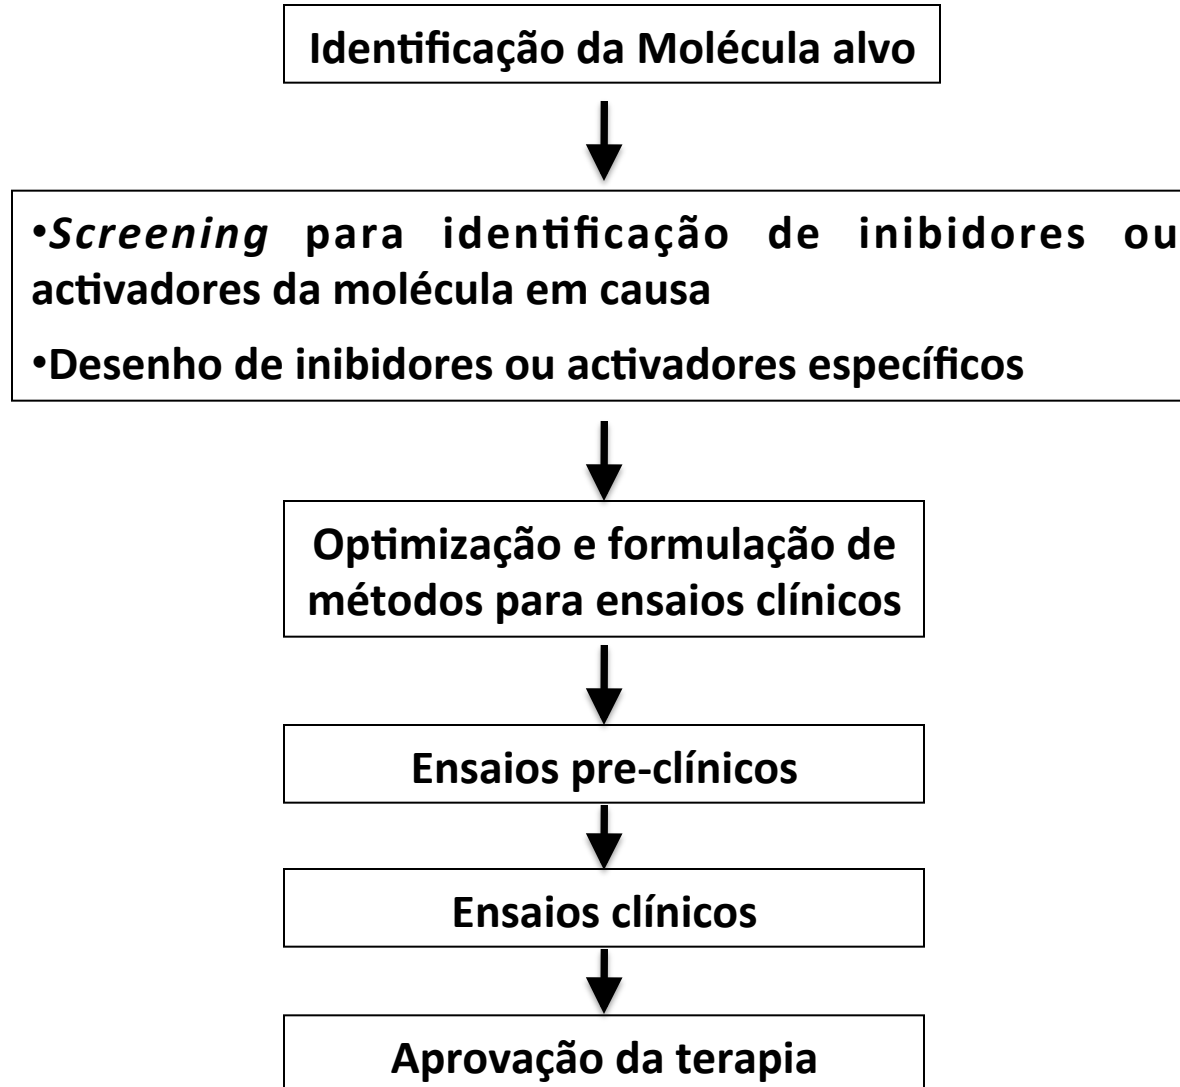 Identificação da Molécula alvo
•Screening para identificação de inibidores ou
activadores da molécula em causa
•Desenho de inibidores ou activadores específicos
Optimização e formulação de
métodos para ensaios clínicos
Ensaios pre-clínicos
Ensaios clínicos
Aprovação da terapia